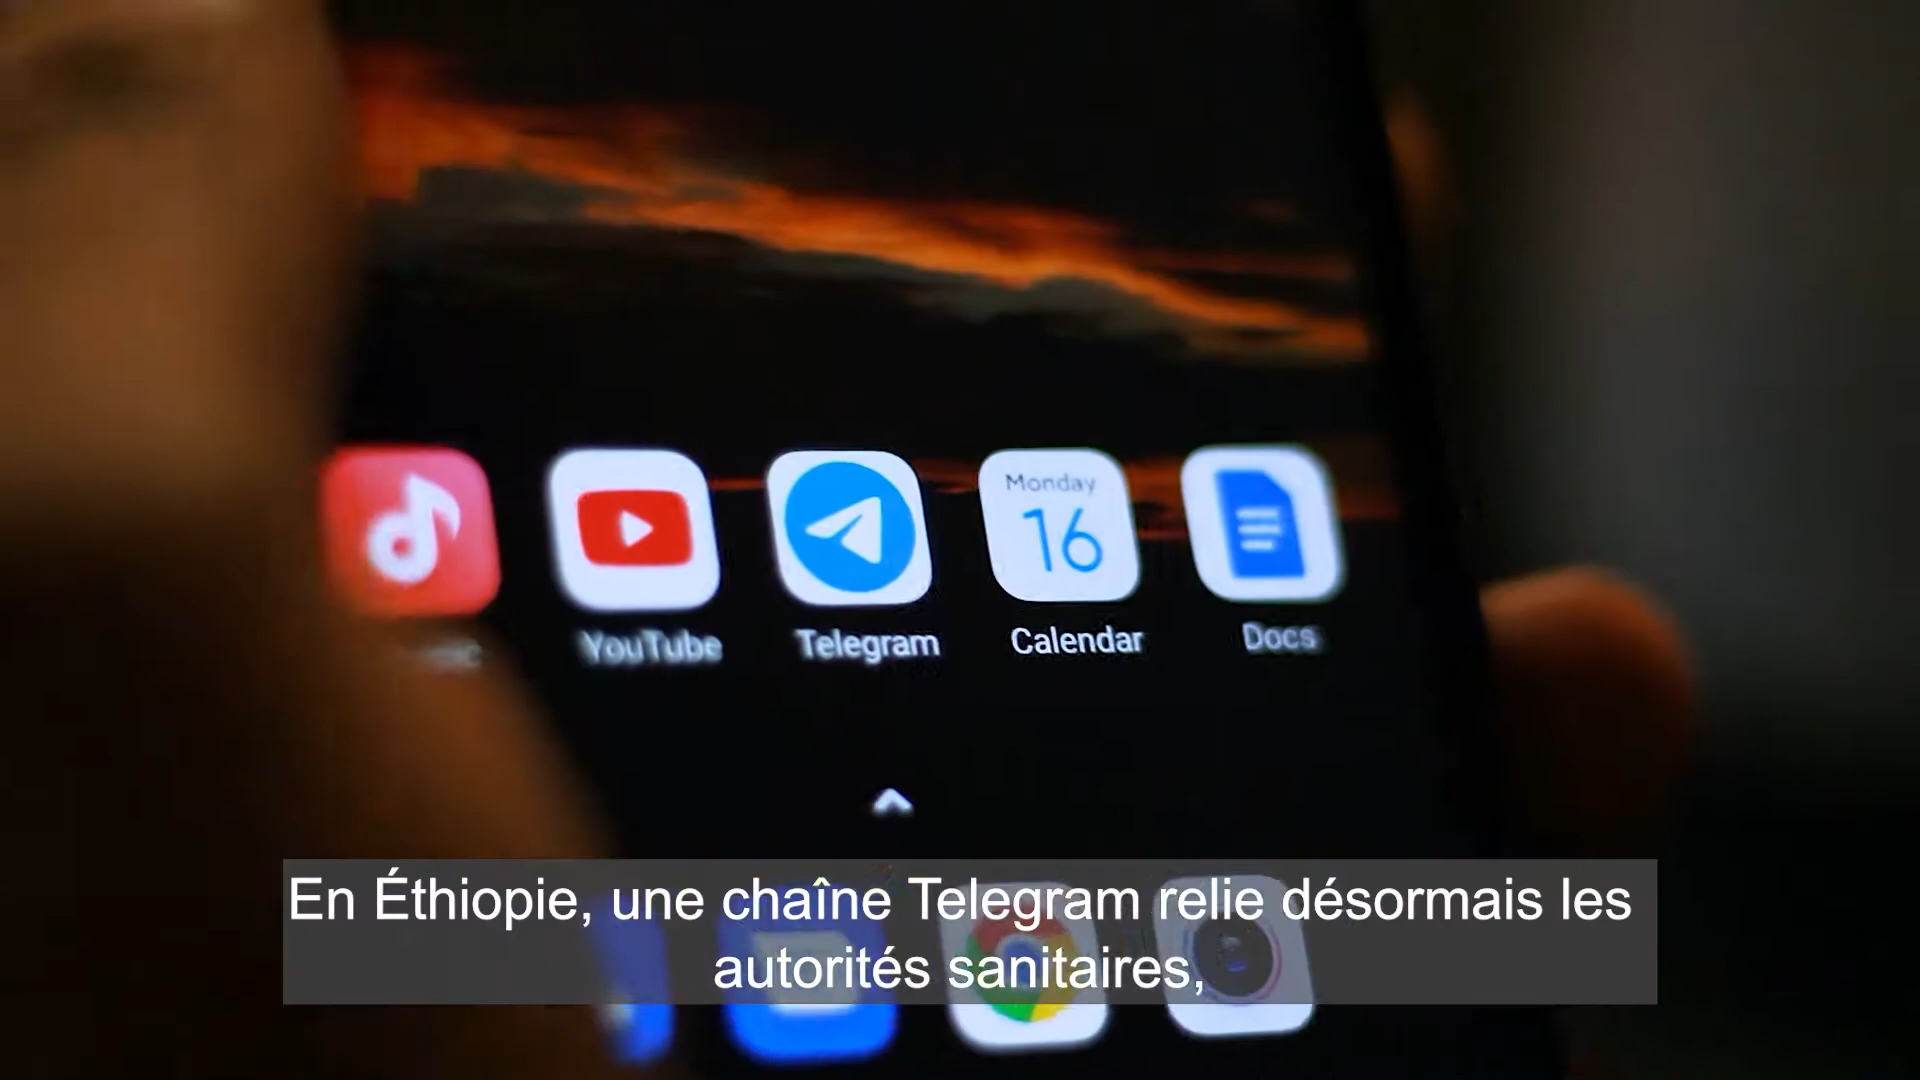 Monday
16
YouTube
Telegram
Calendar
Docs
En Éthiopie, une chaîne Telegram relie désormais les
autorités sanitaires,